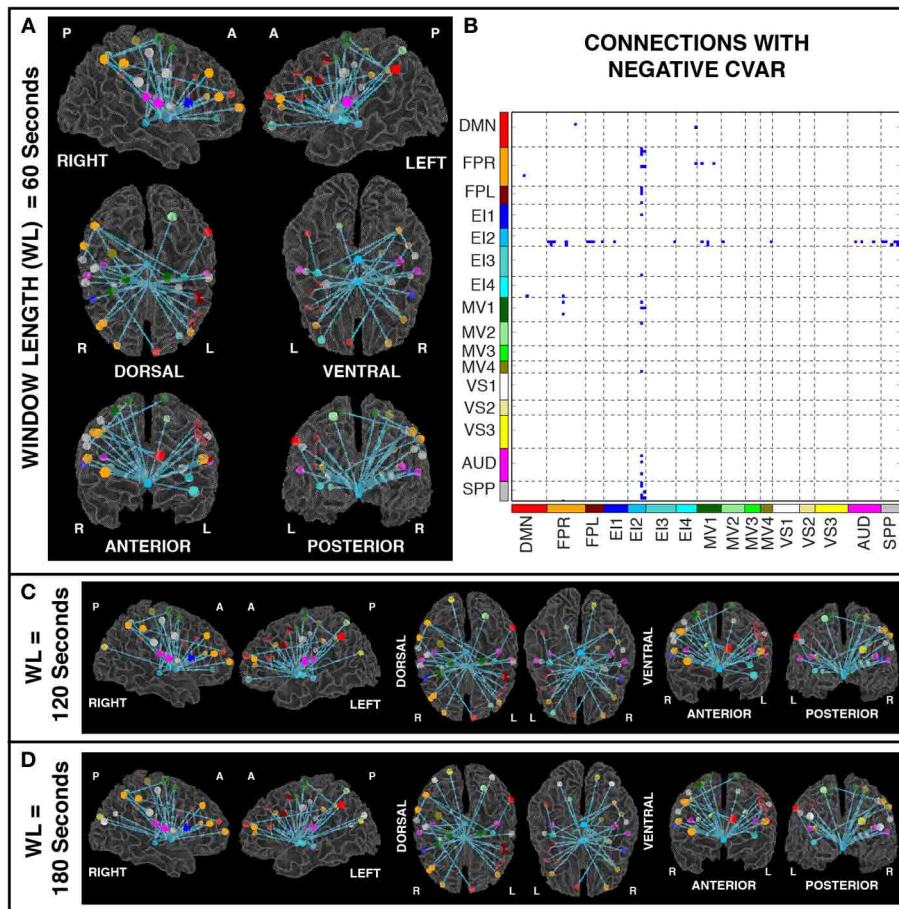 A
P
A
A
P
RIGHT
LEFT
WINDOW LENGTH (WL) = 60 Seconds
R
L
L
R
DORSAL
VENTRAL
R
L
L
R
ANTERIOR
POSTERIOR
B
CONNECTIONS WITH
NEGATIVE CVAR
DMN
FPR
FPL
EI1
EI2
EI3
EI4
MV1
MV2
MV3
MV4
VS1
VS2
VS3
AUD
SPP
DMN
FPR
FPL
EI1
EI2
EI3
EI4
MV1
MV2
MV3
MV4
VS1
VS2
VS3
AUD
SPP
C
WL =
120 Seconds
P
A
A
P
RIGHT
LEFT
DORSAL
R
L
L
R
VENTRAL
R
L
ANTERIOR
L
R
POSTERIOR
D
WL =
180 Seconds
P
A
A
P
RIGHT
LEFT
DORSAL
R
L
L
R
VENTRAL
R
L
ANTERIOR
L
R
POSTERIOR